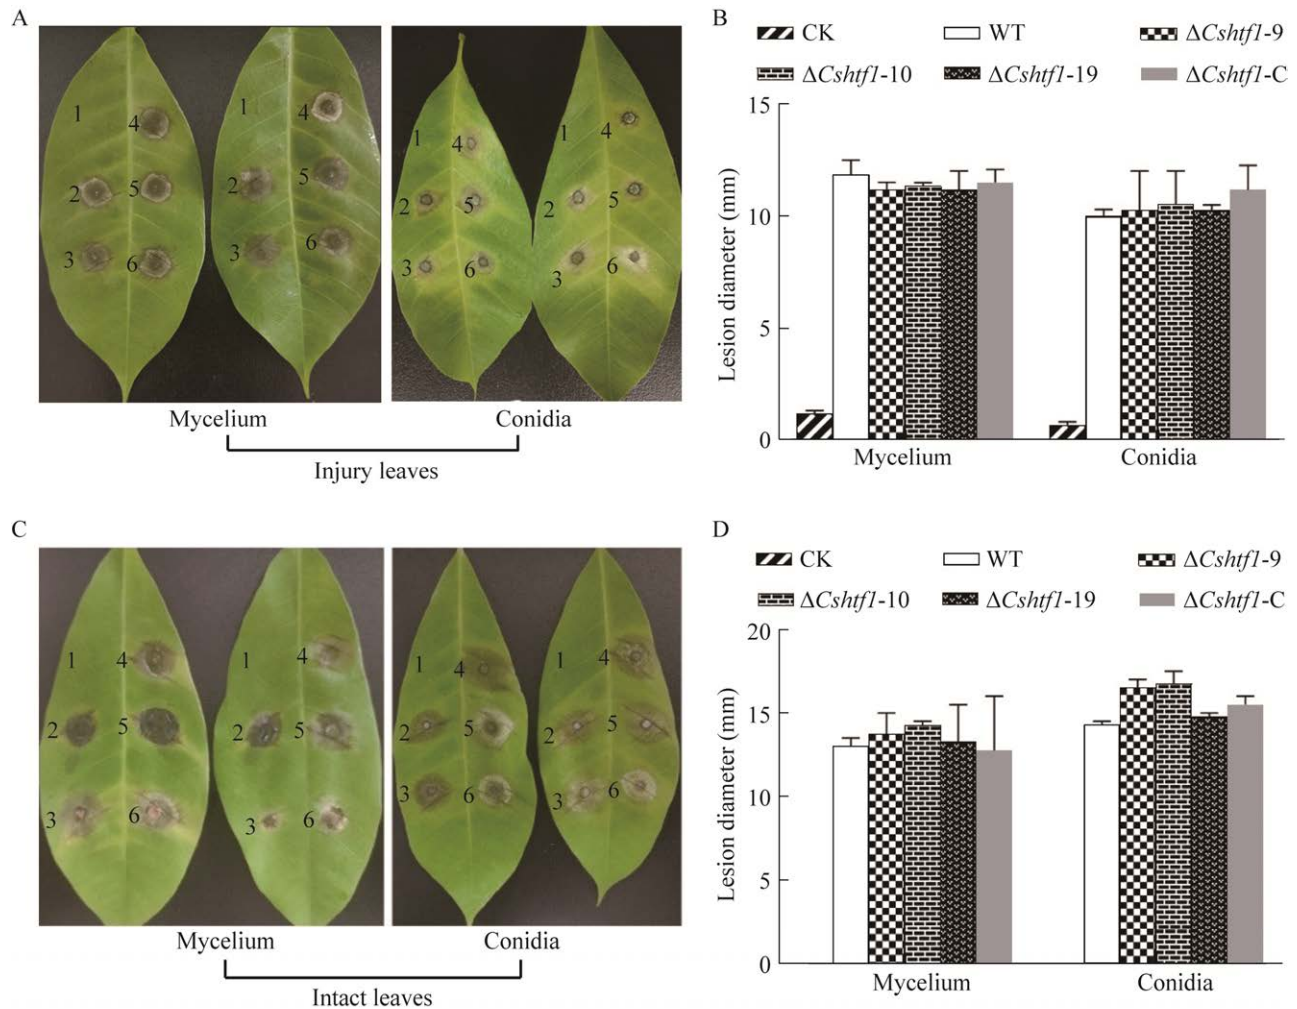 A
1
4
2
5
3
6
1
4
2
5
3
6
1
4
2
5
3
6
1
4
2
5
3
6
Mycelium
Conidia
Injury leaves
B
CK
WT
ΔCshtf1-9
ΔCshtf1-10
ΔCshtf1-19
ΔCshtf1-C
Lesion diameter (mm)
15
10
5
0
Mycelium
Conidia
C
1
4
2
5
3
6
1
4
2
5
3
6
1
4
2
5
3
6
1
4
2
5
3
6
Mycelium
Conidia
Intact leaves
D
CK
WT
ΔCshtf1-9
ΔCshtf1-10
ΔCshtf1-19
ΔCshtf1-C
Lesion diameter (mm)
20
15
10
5
0
Mycelium
Conidia